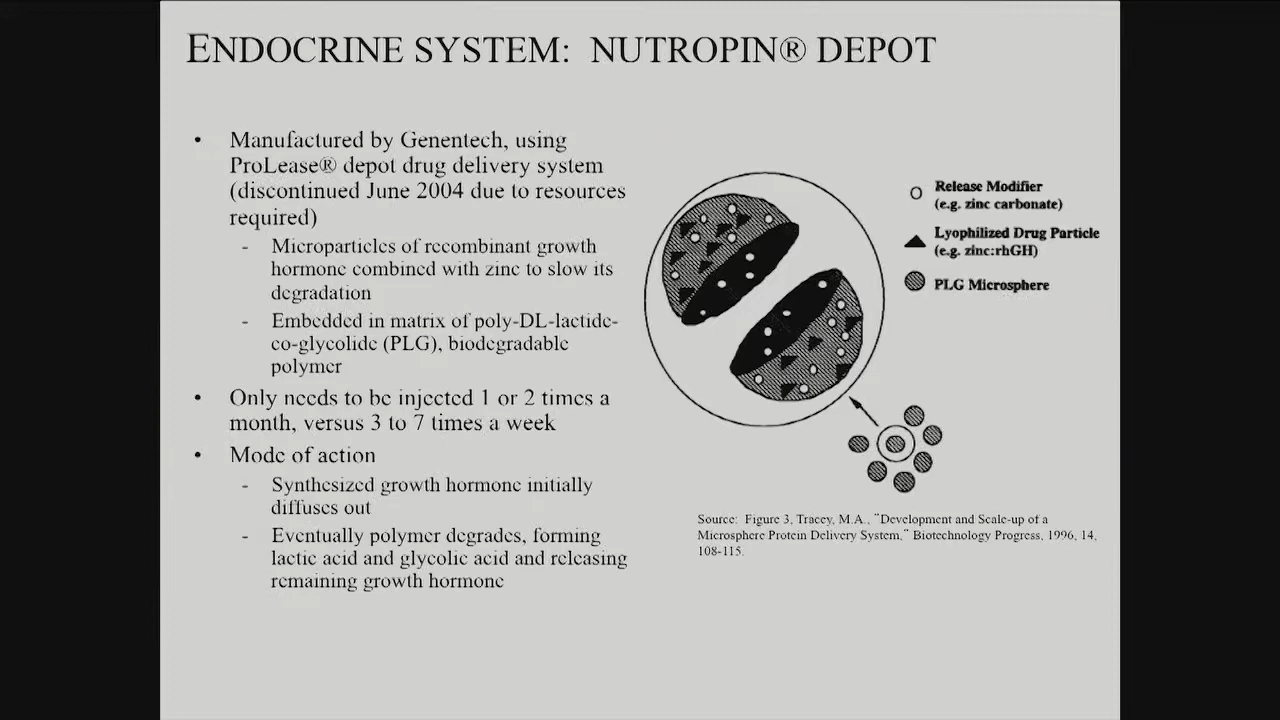 ENDOCRINE SYSTEM: NUTROPIN® DEPOT
• Manufactured by Genentech, using
ProLease® depot drug delivery system
(discontinued June 2004 due to resources
required)
- Microparticles of recombinant growth
hormone combined with zinc to slow its
degradation
- Embedded in matrix of poly-DL-lactide-
co-glycolide (PLG), biodegradable
polymer
• Only needs to be injected 1 or 2 times a
month, versus 3 to 7 times a week
• Mode of action
- Synthesized growth hormone initially
diffuses out
- Eventually polymer degrades, forming
lactic acid and glycolic acid and releasing
remaining growth hormone
Release Modifier
(e.g. zinc carbonate)
Lyophilized Drug Particle
(e.g. zinc:rhGH)
PLG Microsphere
Source: Figure 3, Tracey, M.A., "Development and Scale-up of a
Microsphere Protein Delivery System," Biotechnology Progress, 1996, 14,
108-115.